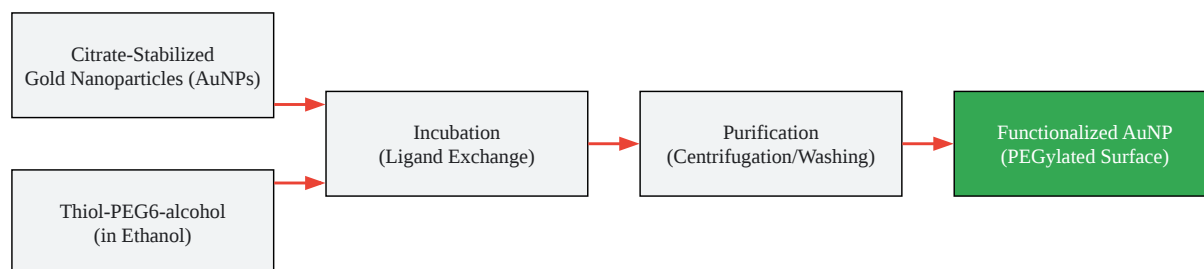 Citrate-Stabilized
Gold Nanoparticles (AuNPs)
Thiol-PEG6-alcohol
(in Ethanol)
Incubation
(Ligand Exchange)
Purification
(Centrifugation/Washing)
Functionalized AuNP
(PEGylated Surface)